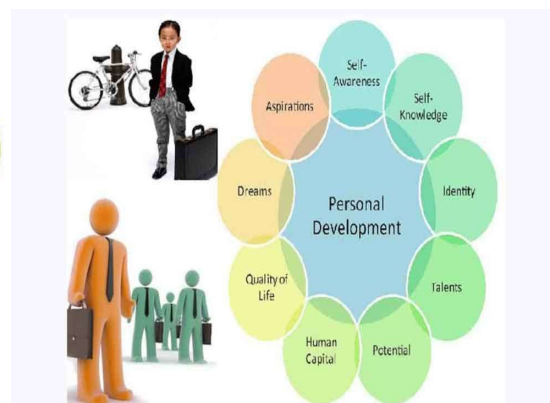 Self-
Awareness
Self-
Knowledge
Identity
Talents
Potential
Human
Capital
Quality of
Life
Dreams
Aspirations
Personal
Development